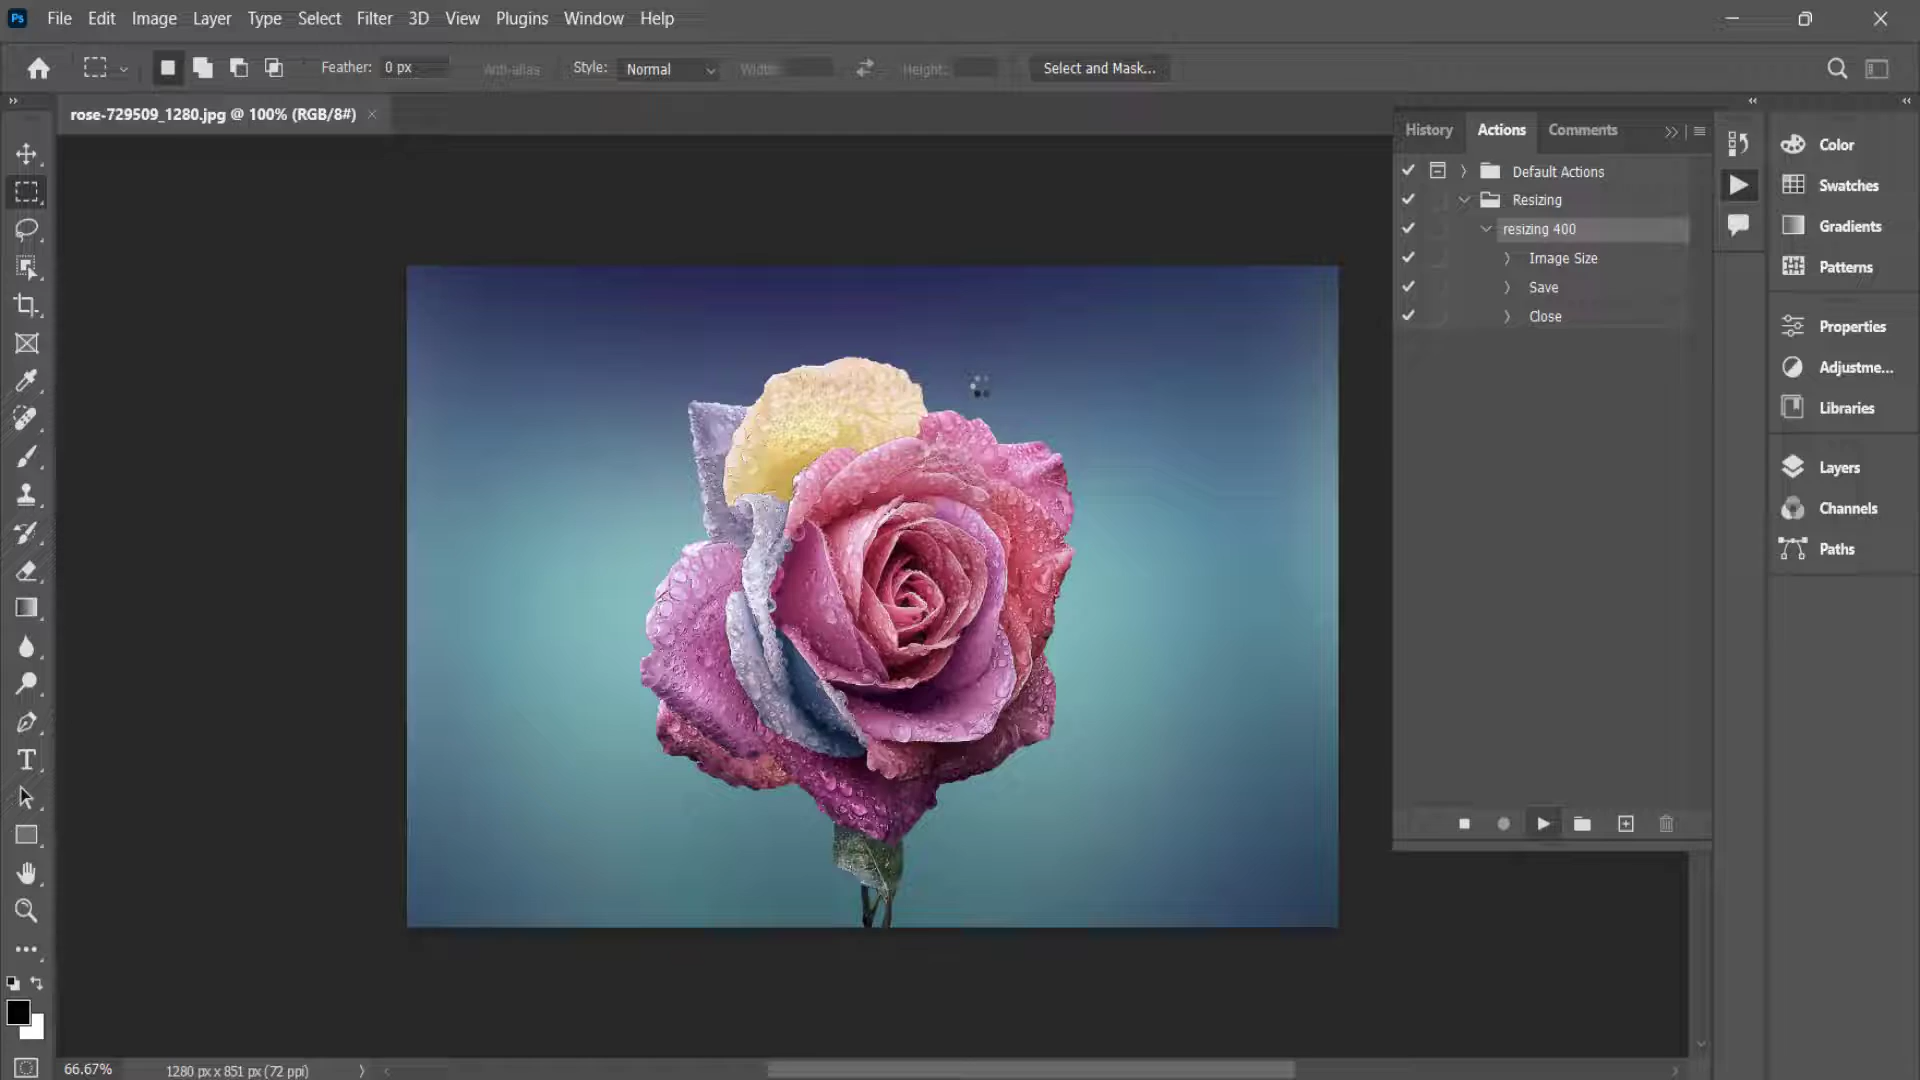 Ps File Edit Image Layer Type Select Filter 3D View Plugins Window Help
Feather: 0 px Anti-alias Style: Normal Width: Height: Select and Mask...
rose-729509_1280.jpg @ 100% (RGB/8#)
History Actions Comments
Default Actions
Resizing
resizing 400
Image Size
Save
Close
Color
Swatches
Gradients
Patterns
Properties
Adjustme...
Libraries
Layers
Channels
Paths
66.67% 1280 px x 851 px (72 ppi)